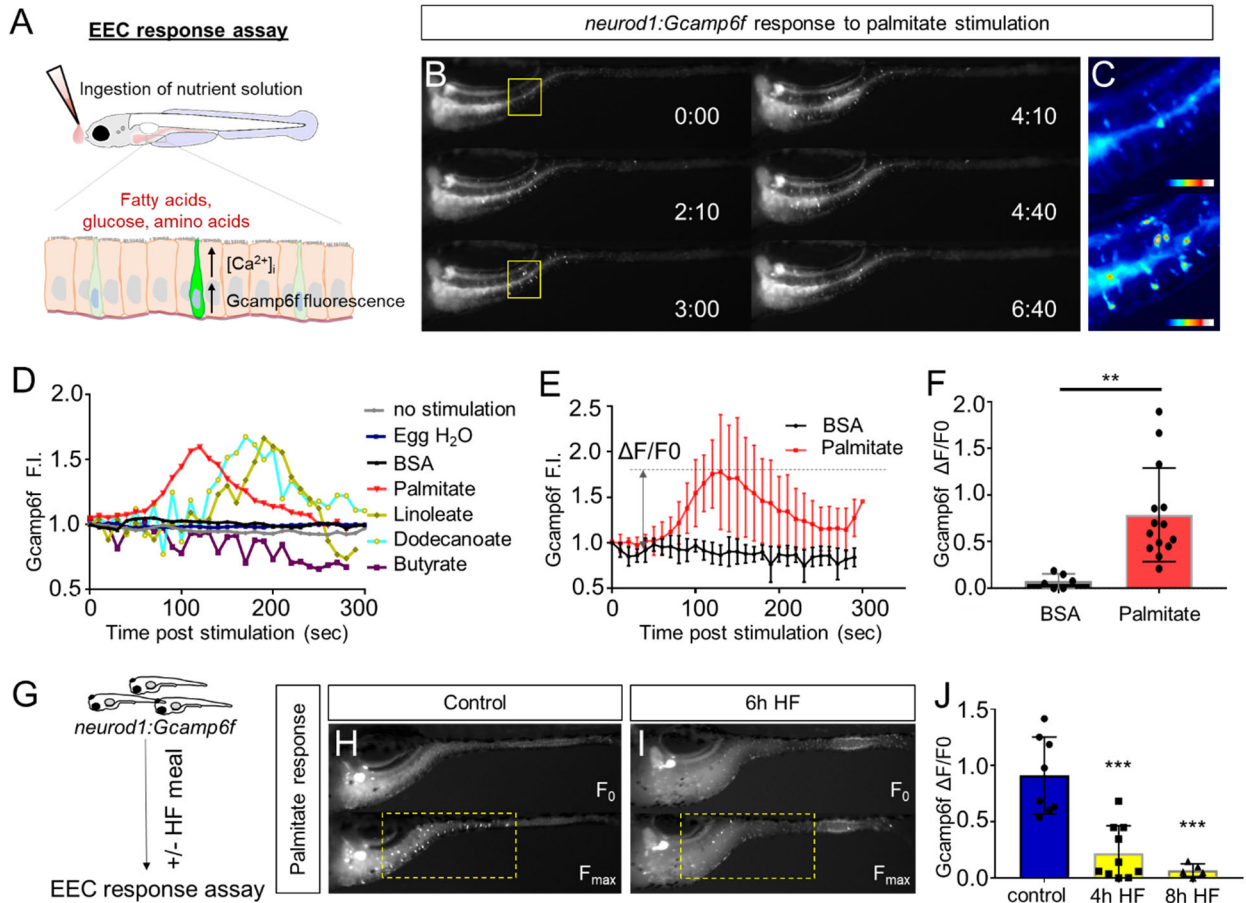 A
EEC response assay
Ingestion of nutrient solution
Fatty acids,
glucose, amino acids
[Ca²⁺]ᵢ
Gcamp6f fluorescence
neurod1:Gcamp6f response to palmitate stimulation
B
0:00
4:10
2:10
4:40
3:00
6:40
C
D
Gcamp6f F.I.
2.0
1.5
1.0
0.5
0
100
200
300
Time post stimulation (sec)
no stimulation
Egg H₂O
BSA
Palmitate
Linoleate
Dodecanoate
Butyrate
E
Gcamp6f F.I.
2.5
2.0
1.5
1.0
0.5
0
100
200
300
Time post stimulation (sec)
ΔF/F0
BSA
Palmitate
F
Gcamp6f ΔF/F0
2.0
1.5
1.0
0.5
0.0
**
BSA
Palmitate
G
neurod1:Gcamp6f
+/- HF meal
EEC response assay
Palmitate response
Control
6h HF
H
F₀
Fmax
I
F₀
Fmax
J
Gcamp6f ΔF/F0
1.5
1.0
0.5
0.0
***
***
control
4h HF
8h HF